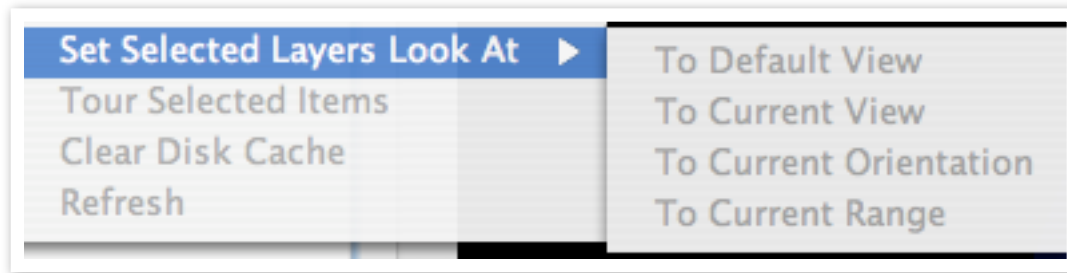 Set Selected Layers Look At
Tour Selected Items
Clear Disk Cache
Refresh
To Default View
To Current View
To Current Orientation
To Current Range